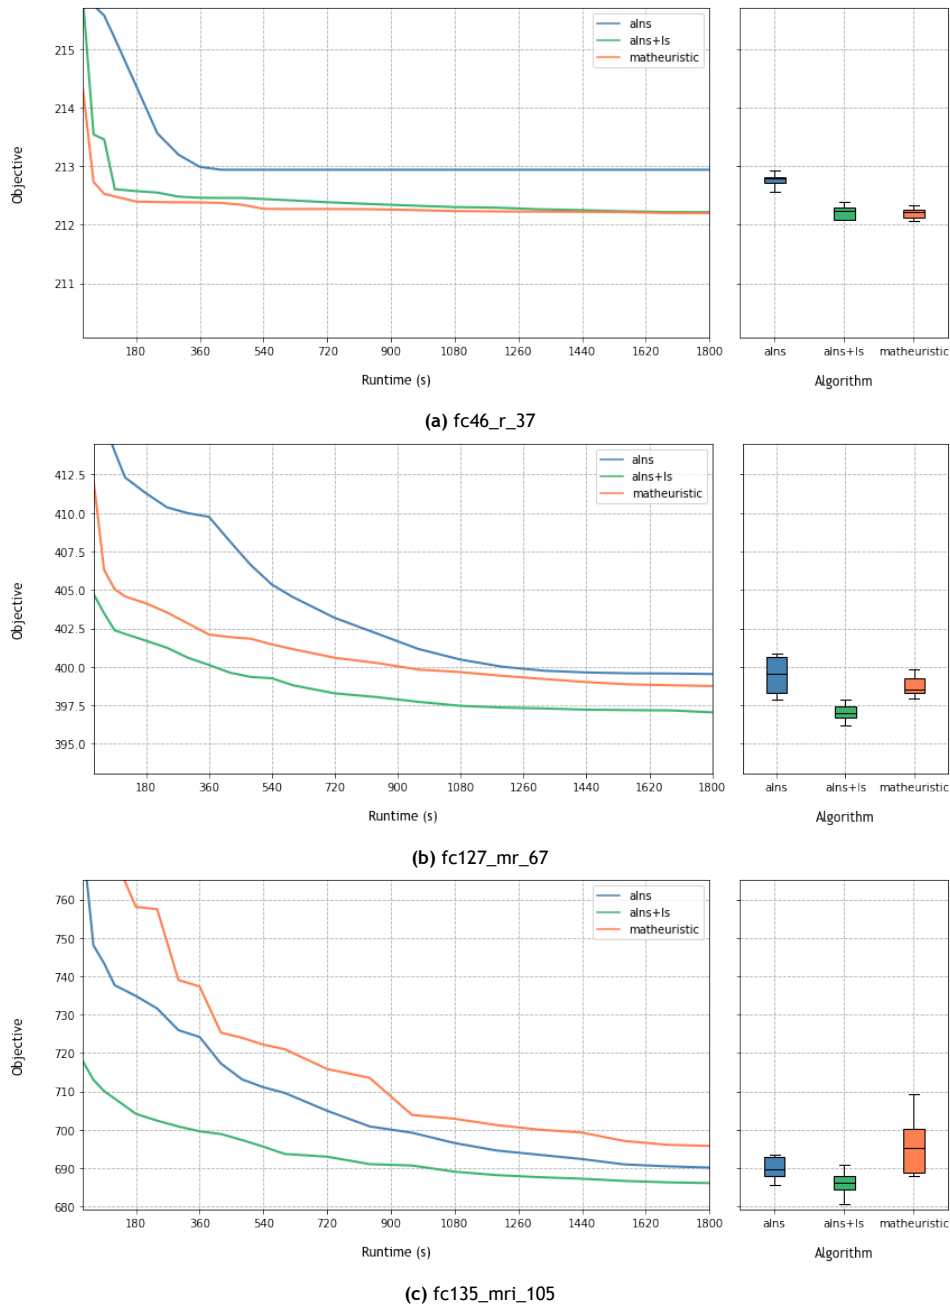 215
214
213
212
211
Objective
alns
alns+ls
matheuristic
180 360 540 720 900 1080 1260 1440 1620 1800
Runtime (s)
alns alns+ls matheuristic
Algorithm
(a) fc46_r_37
412.5
410.0
407.5
405.0
402.5
400.0
397.5
395.0
Objective
alns
alns+ls
matheuristic
180 360 540 720 900 1080 1260 1440 1620 1800
Runtime (s)
alns alns+ls matheuristic
Algorithm
(b) fc127_mr_67
760
750
740
730
720
710
700
690
680
Objective
alns
alns+ls
matheuristic
180 360 540 720 900 1080 1260 1440 1620 1800
Runtime (s)
alns alns+ls matheuristic
Algorithm
(c) fc135_mri_105